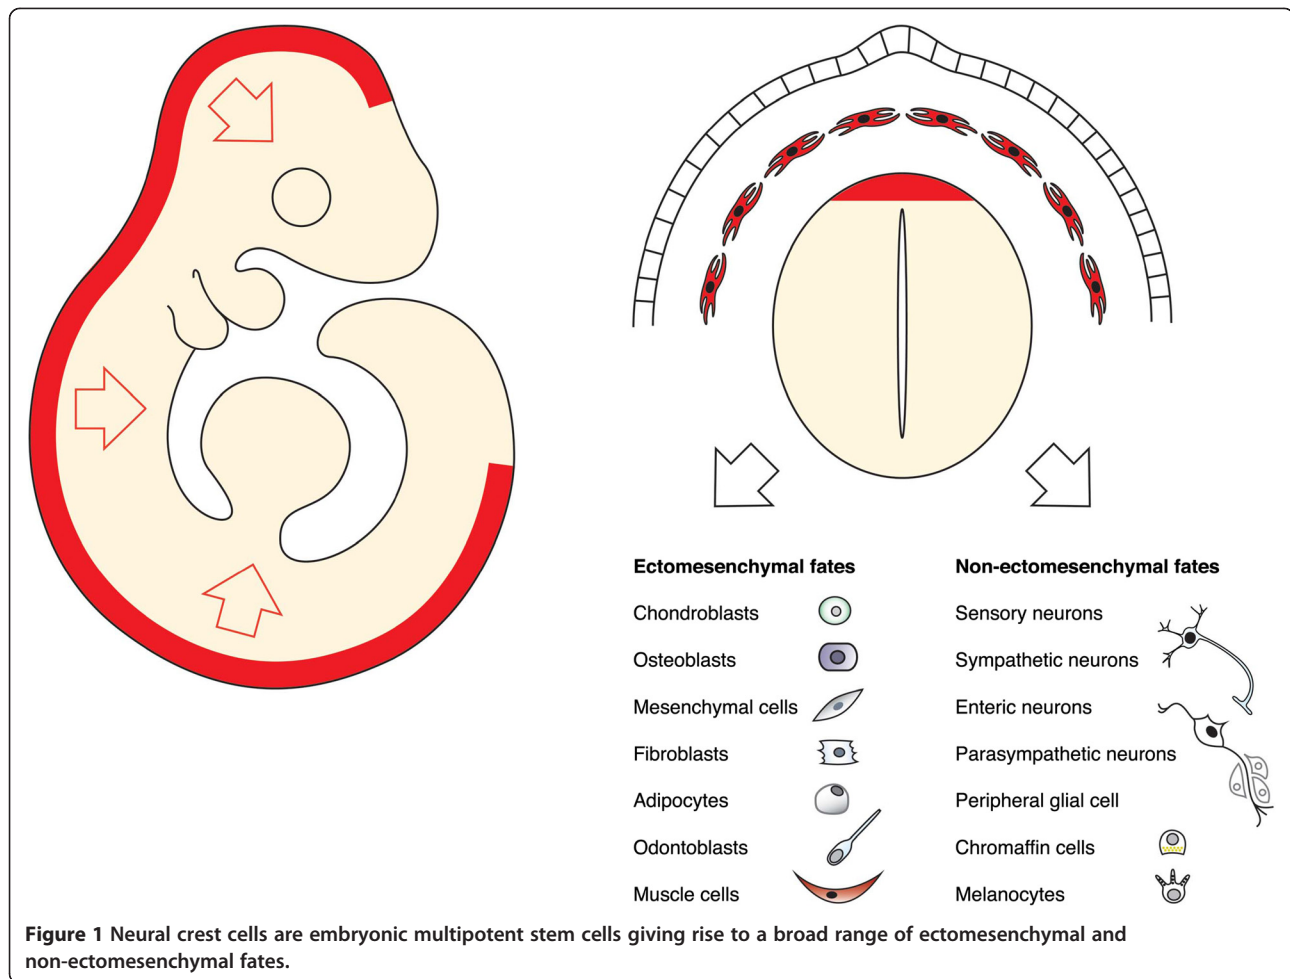 Ectomesenchymal fates
Chondroblasts
Osteoblasts
Mesenchymal cells
Fibroblasts
Adipocytes
Odontoblasts
Muscle cells
Non-ectomesenchymal fates
Sensory neurons
Sympathetic neurons
Enteric neurons
Parasympathetic neurons
Peripheral glial cell
Chromaffin cells
Melanocytes
Figure 1 Neural crest cells are embryonic multipotent stem cells giving rise to a broad range of ectomesenchymal and
non-ectomesenchymal fates.